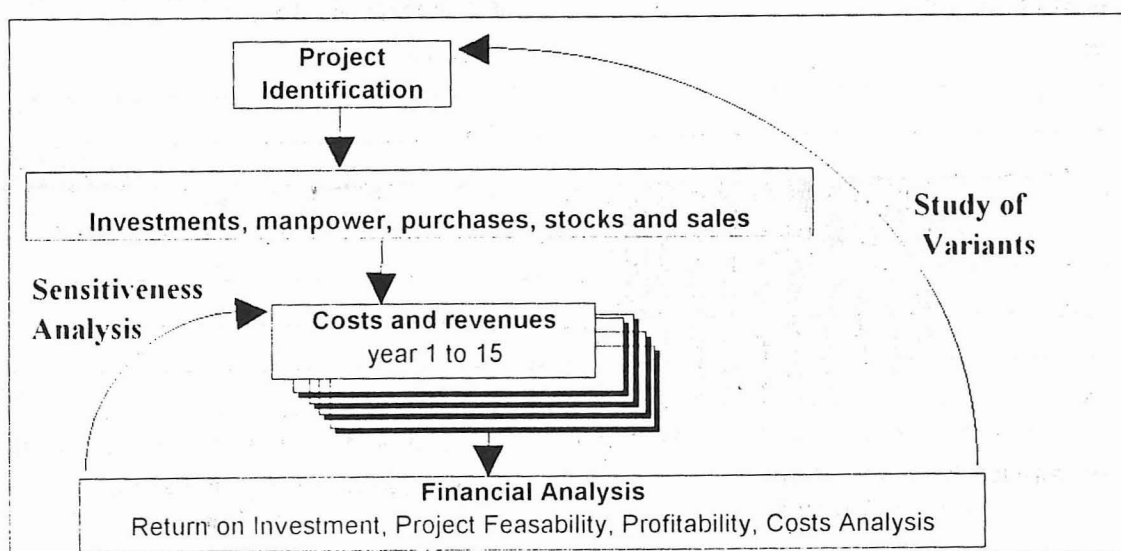 Project
Identification
Investments, manpower, purchases, stocks and sales
Study of
Variants
Sensitiveness
Analysis
Costs and revenues
year 1 to 15
Financial Analysis
Return on Investment, Project Feasability, Profitability, Costs Analysis